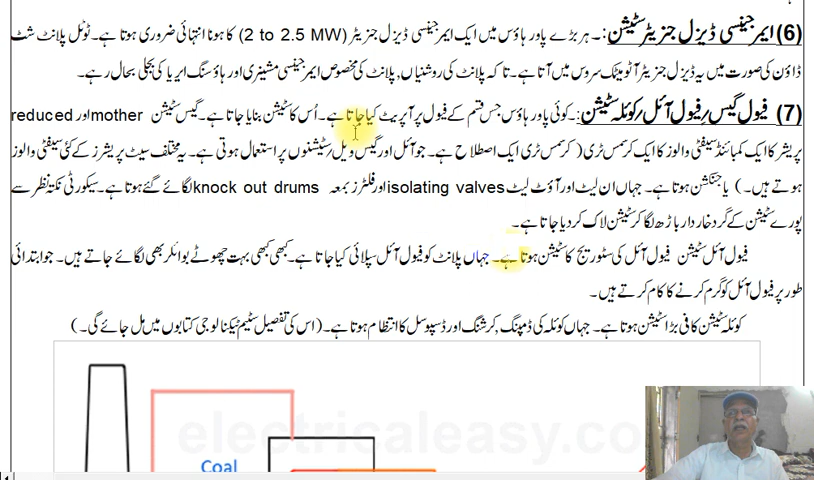 (6) ایمرجینسی ڈیزل جنریٹر سٹیشن:۔ ہر بڑے پاور ہاؤس میں ایک ایمرجینسی ڈیزل جنریٹر (2 to 2.5 MW) کا ہونا انتہائی ضروری ہوتا ہے۔ ٹوٹل پلانٹ شٹ
ڈاؤن کی صورت میں یہ ڈیزل جنریٹر آٹومیٹک سروس میں آتا ہے۔ تا کہ پلانٹ کی روشنیاں, پلانٹ کی مخصوص ایمرجینسی مشینری اور ہاؤسنگ ایریا کی بجلی بحال رہے۔
(7) فیول گیس/فیول آئل/کوئلہ سٹیشن:۔ کوئی پاور ہاؤس جس قسم کے فیول پر آپریٹ کیا جاتا ہے۔ اُس کا سٹیشن بنایا جاتا ہے۔ گیس سٹیشن mother اور reduced
پریشر کا ایک کمبائنڈ سیفٹی والوز کا ایک کرسمس ٹری ( کرسمس ٹری ایک اصطلاح ہے۔ جو آئل اور گیس ویل/سٹیشنوں پر استعمال ہوتی ہے۔ یہ مختلف سیٹ پریشرز کے کئی سیفٹی والوز
ہوتے ہیں۔) یا جنکشن ہوتا ہے۔ جہاں ان لیٹ اور آؤٹ لیٹ isolating valves اور فلٹرز بمعہ knock out drums لگائے گئے ہوتا ہے۔ سیکورٹی نکتہ نظر سے
پورے سٹیشن کے گرد خاردار باڑھ لگا کر سٹیشن لاک کر دیا جاتا ہے۔
فیول آئل سٹیشن فیول آئل کی سٹوریج کا سٹیشن ہوتا ہے۔ جہاں پلانٹ کو فیول آئل سپلائی کیا جاتا ہے۔ کبھی کبھی بہت چھوٹے بوائلر بھی لگائے جاتے ہیں۔ جو ابتدائی
طور پر فیول آئل کو گرم کرنے کا کام کرتے ہیں۔
کوئلہ سٹیشن کافی بڑا سٹیشن ہوتا ہے۔ جہاں کوئلہ کی ڈمپنگ, کرشنگ اور ڈسپوسل کا انتظام ہوتا ہے۔ (اس کی تفصیل سٹیم ٹیکنالوجی کتابوں میں مل جائے گی۔)
electricaleasy.co
Coal